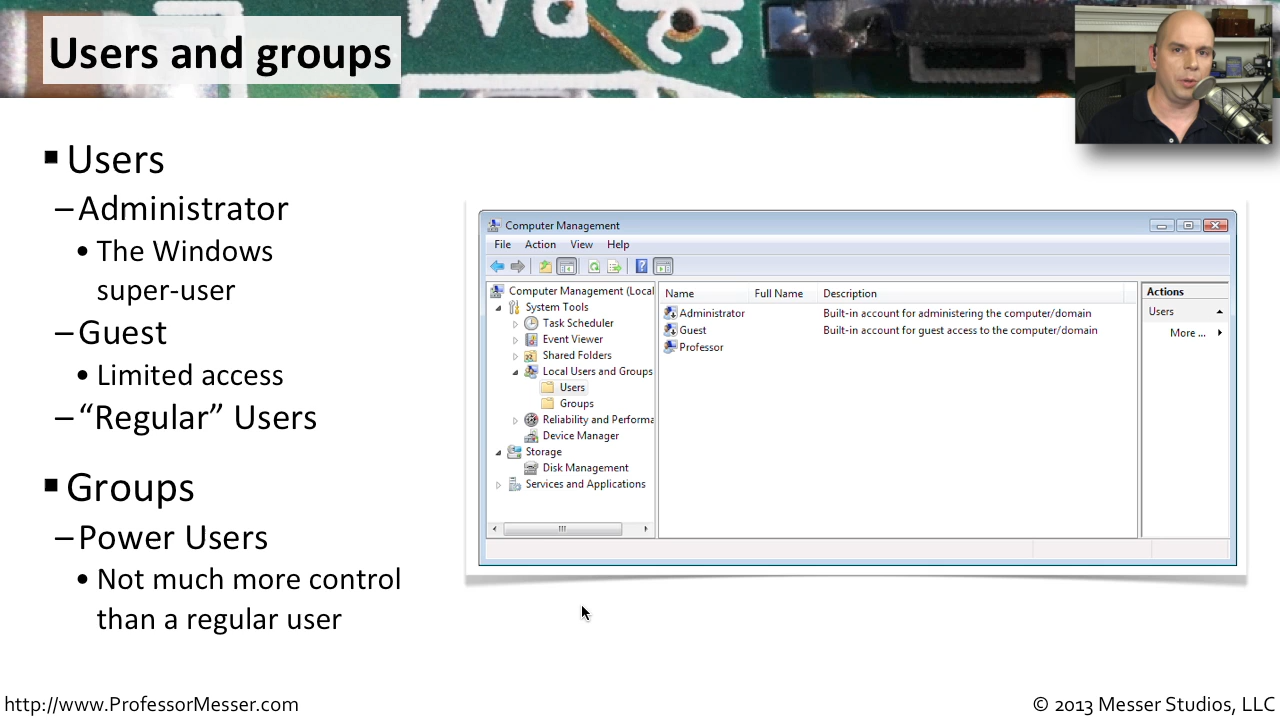 Users and groups
▪ Users
– Administrator
• The Windows
super-user
– Guest
• Limited access
– “Regular” Users
▪ Groups
– Power Users
• Not much more control
than a regular user
Computer Management
File Action View Help
Computer Management (Local
System Tools
Task Scheduler
Event Viewer
Shared Folders
Local Users and Groups
Users
Groups
Reliability and Performa
Device Manager
Storage
Disk Management
Services and Applications
Name Full Name Description
Administrator Built-in account for administering the computer/domain
Guest Built-in account for guest access to the computer/domain
Professor
Actions
Users
More ...
http://www.ProfessorMesser.com
© 2013 Messer Studios, LLC